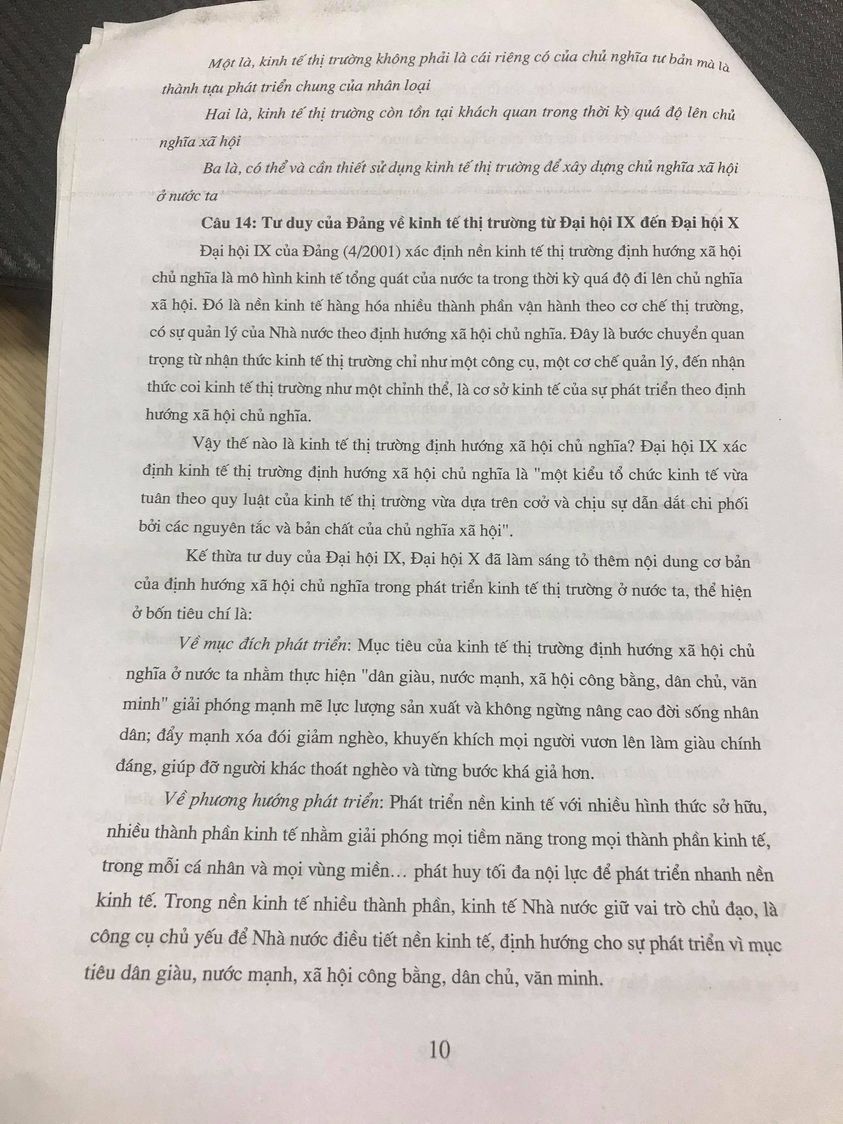 Một là, kinh tế thị trường không phải là cái riêng có của chủ nghĩa tư bản mà là
thành tựu phát triển chung của nhân loại
Hai là, kinh tế thị trường còn tồn tại khách quan trong thời kỳ quá độ lên chủ
nghĩa xã hội
Ba là, có thể và cần thiết sử dụng kinh tế thị trường để xây dựng chủ nghĩa xã hội
ở nước ta
Câu 14: Tư duy của Đảng về kinh tế thị trường từ Đại hội IX đến Đại hội X
Đại hội IX của Đảng (4/2001) xác định nền kinh tế thị trường định hướng xã hội
chủ nghĩa là mô hình kinh tế tổng quát của nước ta trong thời kỳ quá độ đi lên chủ nghĩa
xã hội. Đó là nền kinh tế hàng hóa nhiều thành phần vận hành theo cơ chế thị trường,
có sự quản lý của Nhà nước theo định hướng xã hội chủ nghĩa. Đây là bước chuyển quan
trọng từ nhận thức kinh tế thị trường chỉ như một công cụ, một cơ chế quản lý, đến nhận
thức coi kinh tế thị trường như một chỉnh thể, là cơ sở kinh tế của sự phát triển theo định
hướng xã hội chủ nghĩa.
Vậy thế nào là kinh tế thị trường định hướng xã hội chủ nghĩa? Đại hội IX xác
định kinh tế thị trường định hướng xã hội chủ nghĩa là "một kiểu tổ chức kinh tế vừa
tuân theo quy luật của kinh tế thị trường vừa dựa trên coở và chịu sự dẫn dắt chi phối
bởi các nguyên tắc và bản chất của chủ nghĩa xã hội".
Kế thừa tư duy của Đại hội IX, Đại hội X đã làm sáng tỏ thêm nội dung cơ bản
của định hướng xã hội chủ nghĩa trong phát triển kinh tế thị trường ở nước ta, thể hiện
ở bốn tiêu chí là:
Về mục đích phát triển: Mục tiêu của kinh tế thị trường định hướng xã hội chủ
nghĩa ở nước ta nhằm thực hiện "dân giàu, nước mạnh, xã hội công bằng, dân chủ, văn
minh" giải phóng mạnh mẽ lực lượng sản xuất và không ngừng nâng cao đời sống nhân
dân; đẩy mạnh xóa đói giảm nghèo, khuyến khích mọi người vươn lên làm giàu chính
đáng, giúp đỡ người khác thoát nghèo và từng bước khá giả hơn.
Về phương hướng phát triển: Phát triển nền kinh tế với nhiều hình thức sở hữu,
nhiều thành phần kinh tế nhằm giải phóng mọi tiềm năng trong mọi thành phần kinh tế,
trong mỗi cá nhân và mọi vùng miền... phát huy tối đa nội lực để phát triển nhanh nền
kinh tế. Trong nền kinh tế nhiều thành phần, kinh tế Nhà nước giữ vai trò chủ đạo, là
công cụ chủ yếu để Nhà nước điều tiết nền kinh tế, định hướng cho sự phát triển vì mục
tiêu dân giàu, nước mạnh, xã hội công bằng, dân chủ, văn minh.
10